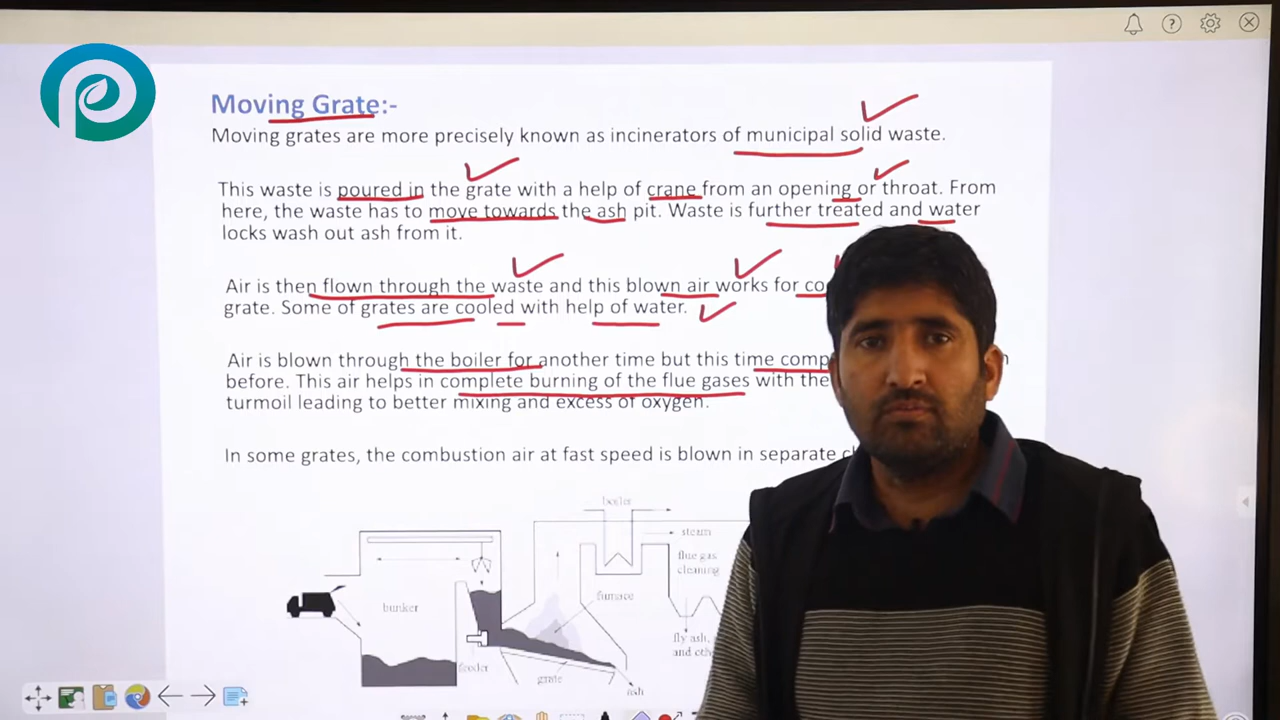 Moving Grate:-
Moving grates are more precisely known as incinerators of municipal solid waste.
This waste is poured in the grate with a help of crane from an opening or throat. From
here, the waste has to move towards the ash pit. Waste is further treated and water
locks wash out ash from it.
Air is then flown through the waste and this blown air works for co
grate. Some of grates are cooled with help of water.
Air is blown through the boiler for another time but this time comp
before. This air helps in complete burning of the flue gases with the
turmoil leading to better mixing and excess of oxygen.
In some grates, the combustion air at fast speed is blown in separate
boiler
steam
flue gas
cleaning
bunker
furnace
fly ash,
feeder
grate
ash